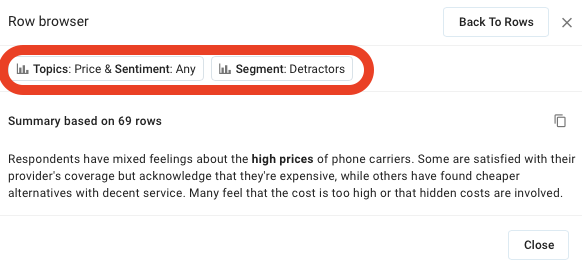 Row browser
Back To Rows
Topics: Price & Sentiment: Any
Segment: Detractors
Summary based on 69 rows
Respondents have mixed feelings about the high prices of phone carriers. Some are satisfied with their
provider's coverage but acknowledge that they're expensive, while others have found cheaper
alternatives with decent service. Many feel that the cost is too high or that hidden costs are involved.
Close